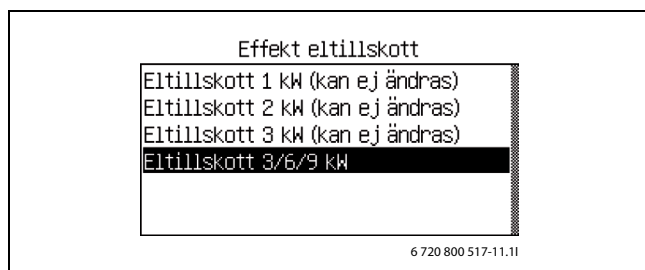 Effekt eltillskott
Eltillskott 1 kW (kan ej ändras)
Eltillskott 2 kW (kan ej ändras)
Eltillskott 3 kW (kan ej ändras)
Eltillskott 3/6/9 kW
6 720 800 517-11.1I